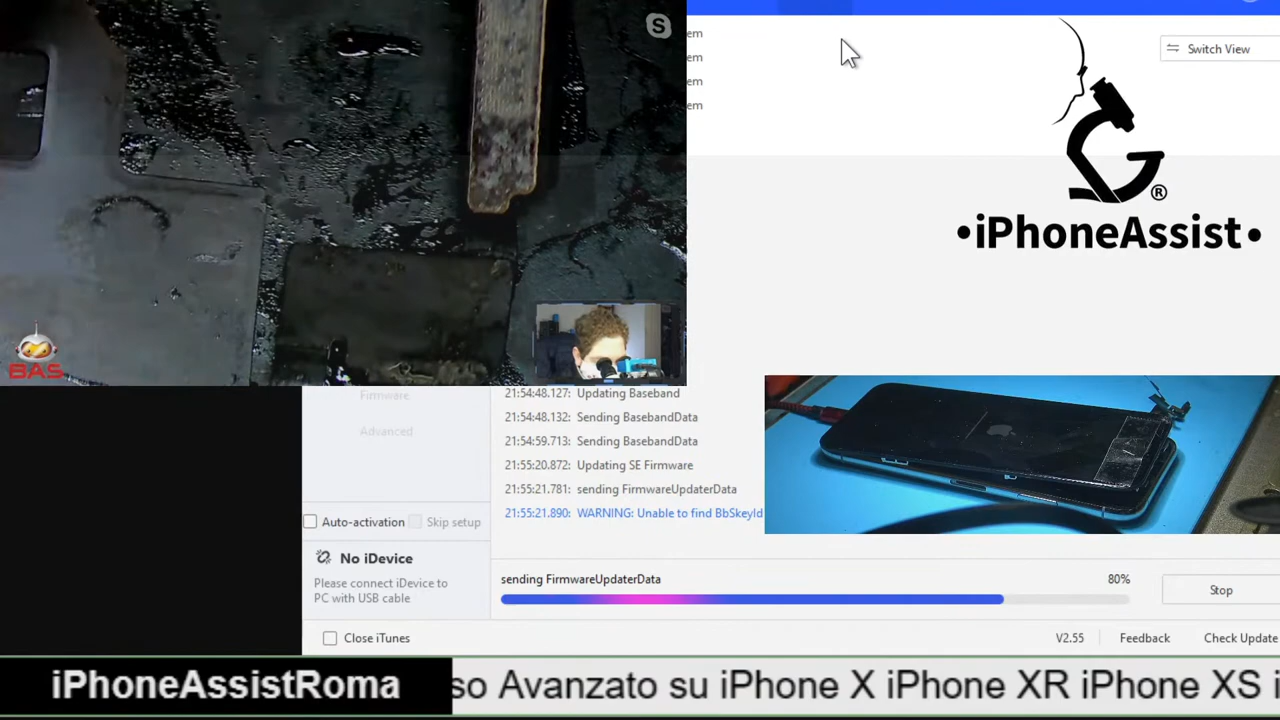 em
em
em
em
Switch View
G®
•iPhoneAssist•
BAS
Firmware
Advanced
21:54:48.127: Updating Baseband
21:54:48.132: Sending BasebandData
21:54:59.713: Sending BasebandData
21:55:20.872: Updating SE Firmware
21:55:21.781: sending FirmwareUpdaterData
21:55:21.890: WARNING: Unable to find BbSkeyId
Auto-activation
Skip setup
No iDevice
Please connect iDevice to
PC with USB cable
sending FirmwareUpdaterData
80%
Stop
Close iTunes
V2.55
Feedback
Check Update
iPhoneAssistRoma
so Avanzato su iPhone X iPhone XR iPhone XS i